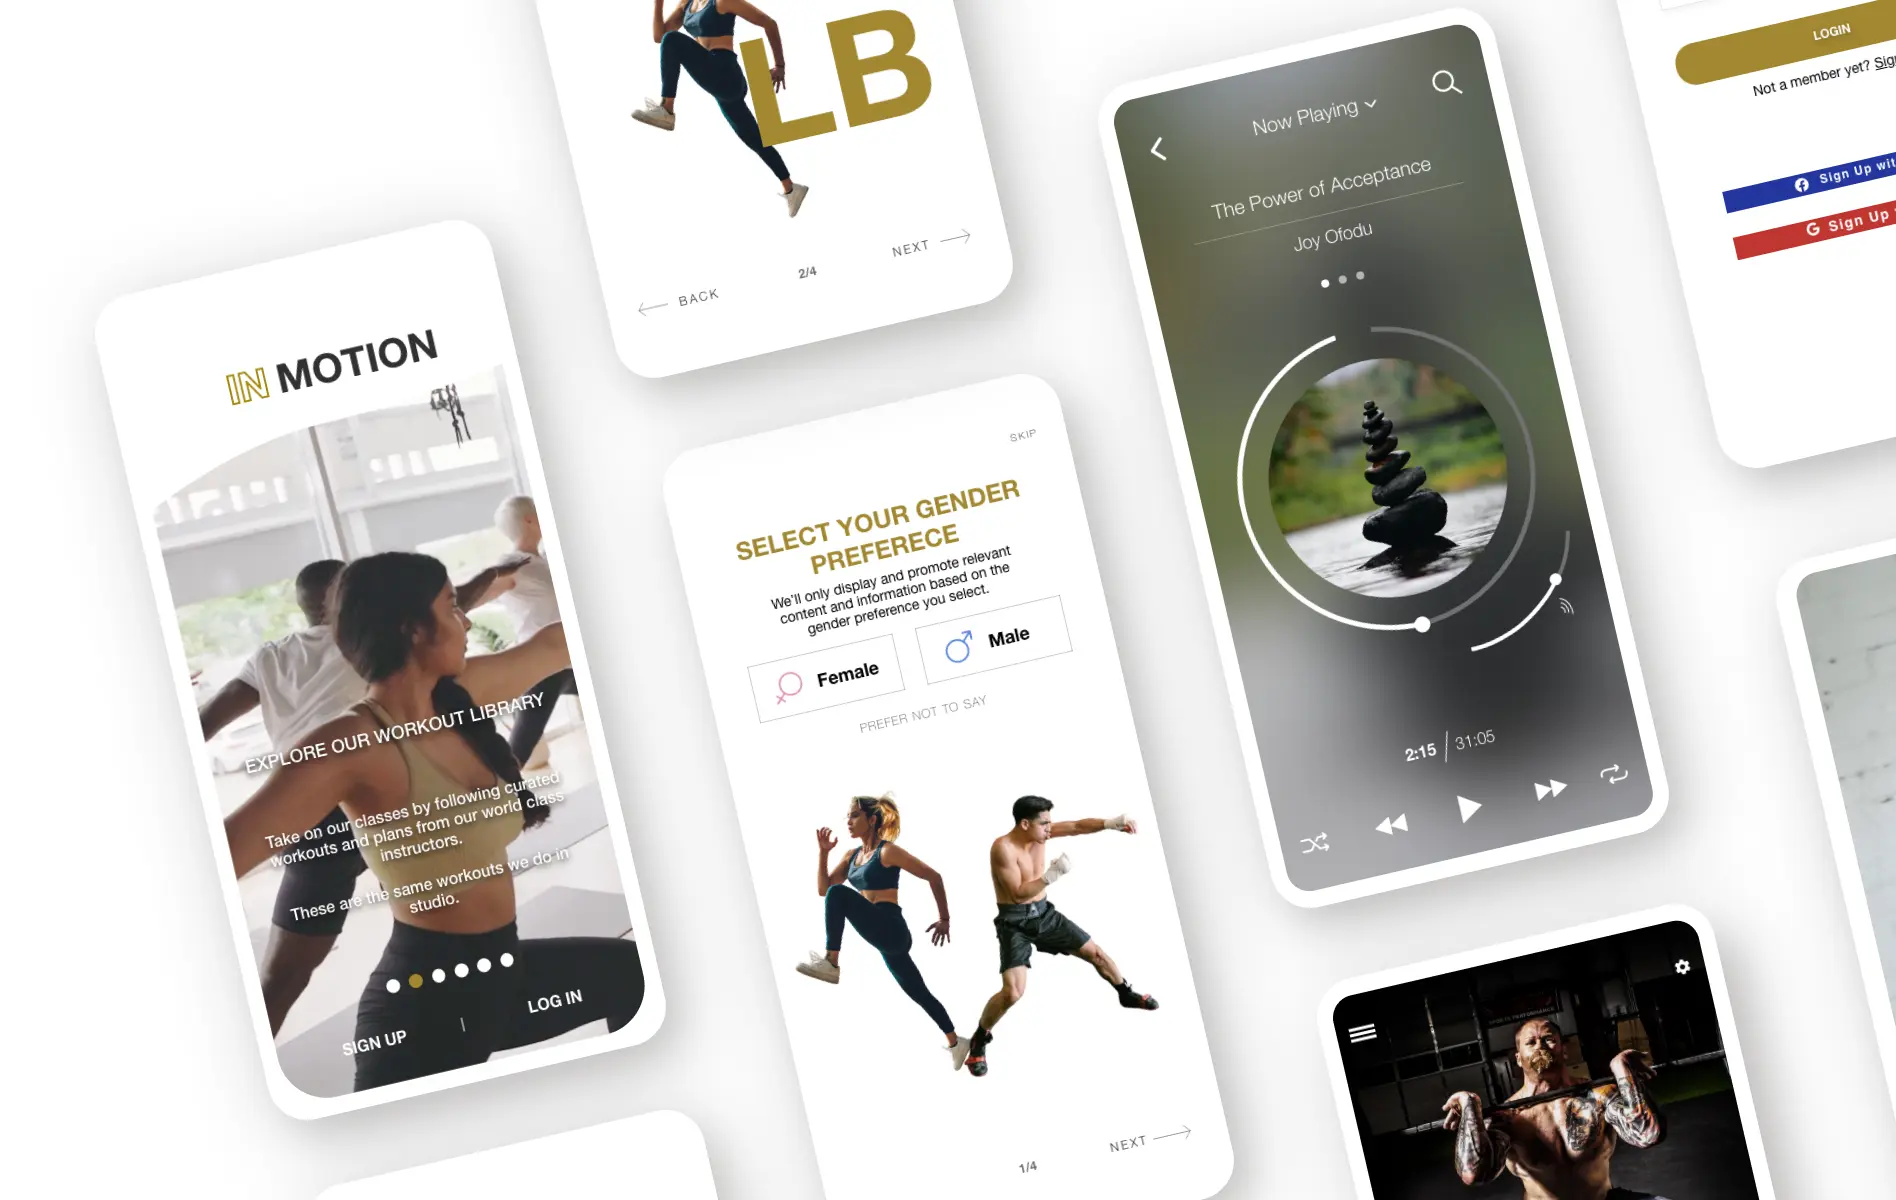 IN MOTION
EXPLORE OUR WORKOUT LIBRARY
Take on our classes by following curated
workouts and plans from our world class
instructors.
These are the same workouts we do in
studio.
SIGN UP | LOG IN
LB
BACK
2/4
NEXT
SKIP
SELECT YOUR GENDER
PREFERECE
We'll only display and promote relevant
content and information based on the
gender preference you select.
Female
Male
PREFER NOT TO SAY
1/4
NEXT
Now Playing
The Power of Acceptance
Joy Ofodu
2:15 / 31:05
LOGIN
Not a member yet?
Sign Up
Sign Up